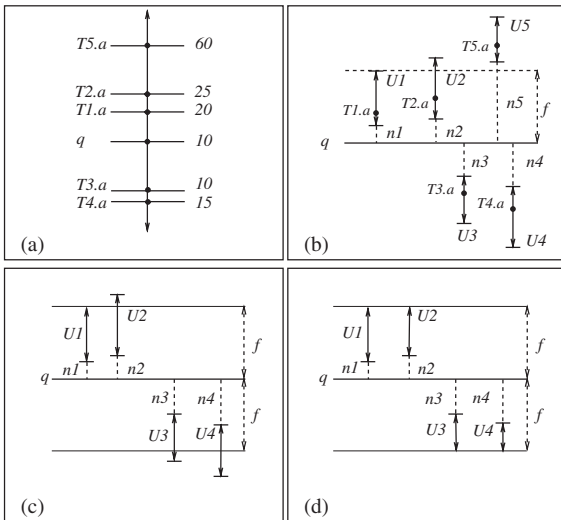 T5.a 60
T2.a 25
T1.a 20
q 10
T3.a 10
T4.a 15
(a)
U5
T5.a
U1 U2
T1.a T2.a n5 f
n1 n2
q
n3 n4
T3.a T4.a
U3 U4
(b)
U1 U2
f
n1 n2
q
n3 n4 f
U3 U4
(c)
U1 U2
f
n1 n2
q
n3 n4 f
U3 U4
(d)